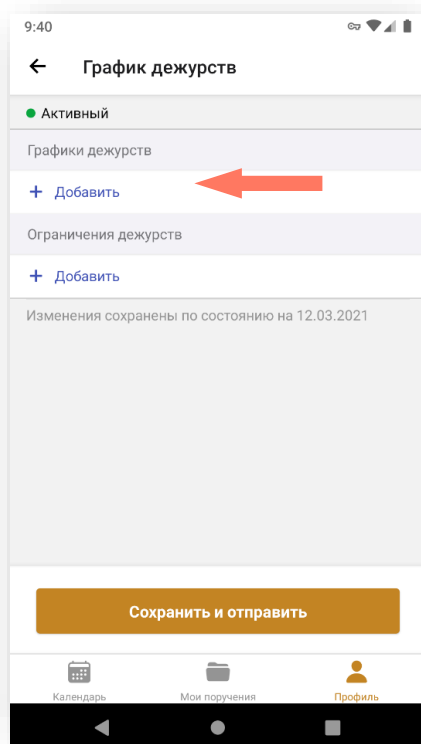 9:40
График дежурств
Активный
Графики дежурств
+ Добавить
Ограничения дежурств
+ Добавить
Изменения сохранены по состоянию на 12.03.2021
Сохранить и отправить
Календарь Мои поручения Профиль